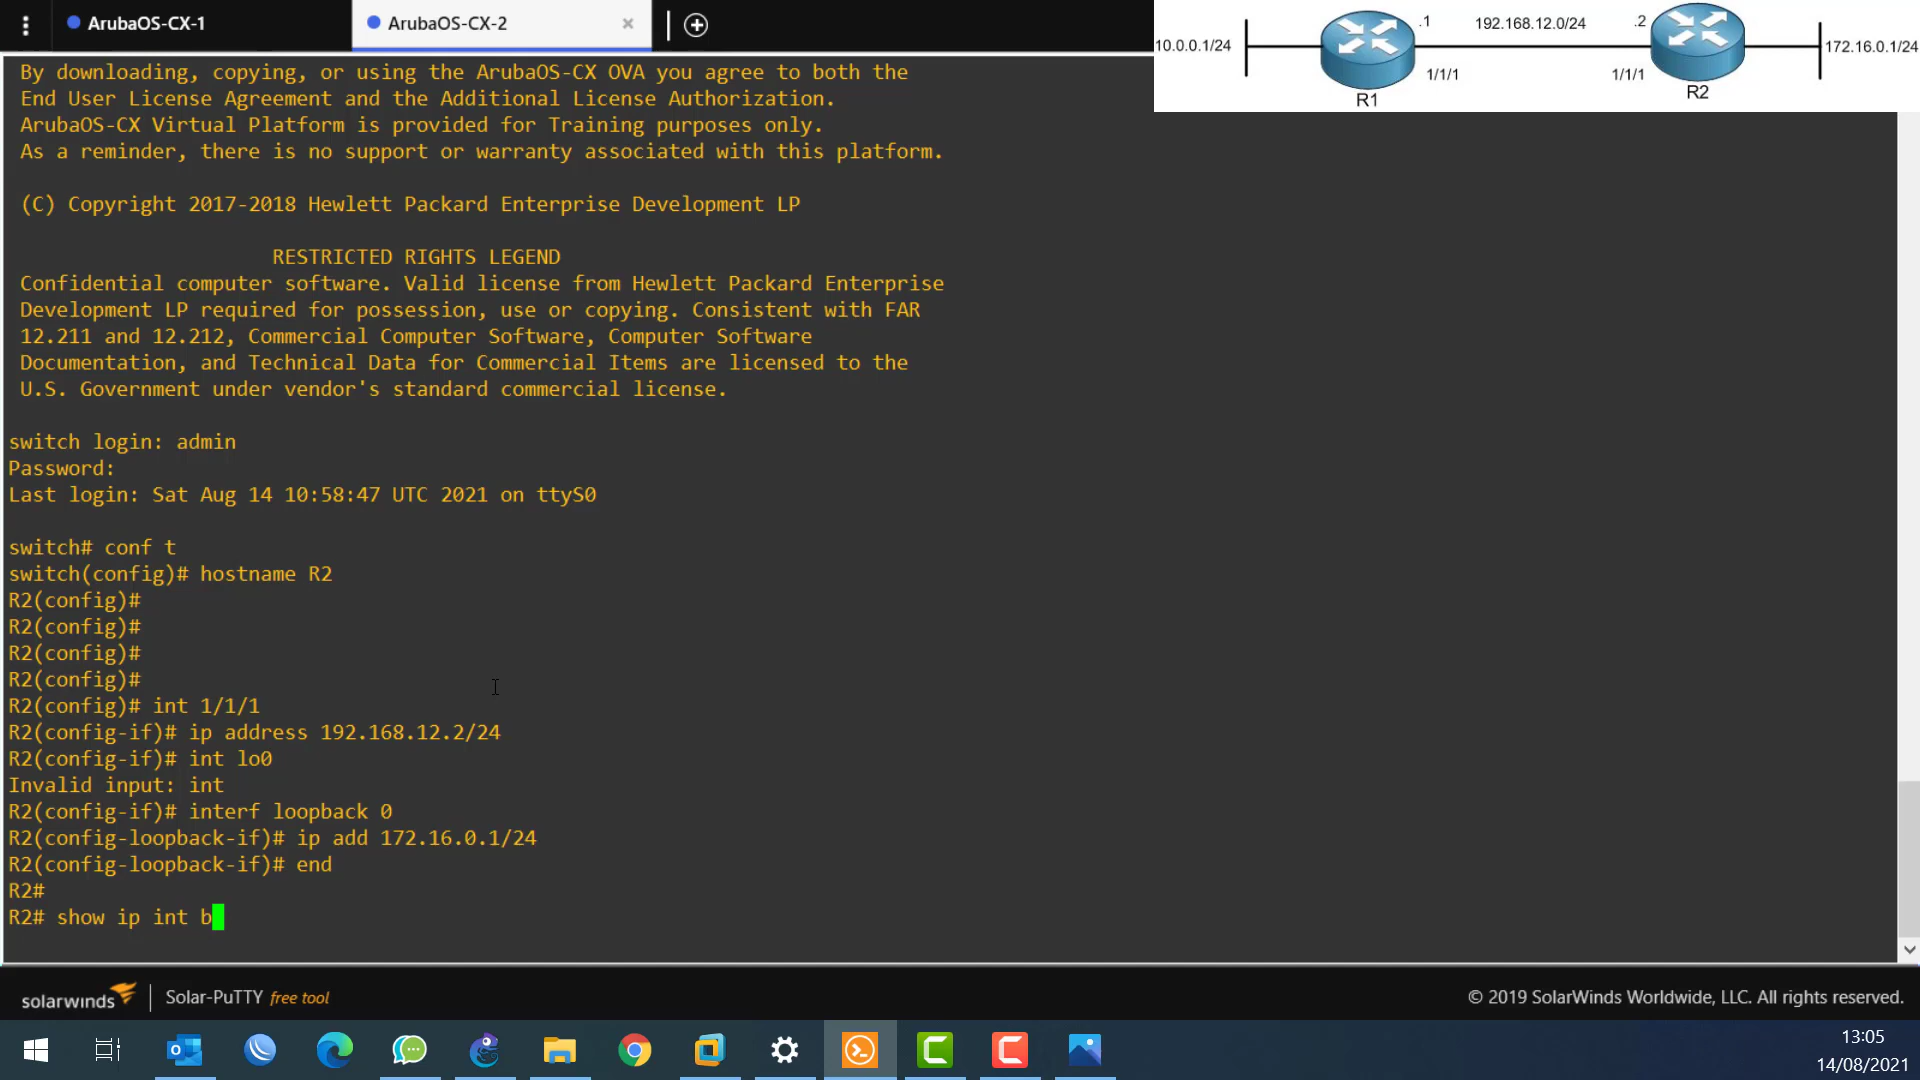 ArubaOS-CX-1
ArubaOS-CX-2
10.0.0.1/24
.1
192.168.12.0/24
.2
172.16.0.1/24
1/1/1
1/1/1
R1
R2
By downloading, copying, or using the ArubaOS-CX OVA you agree to both the
End User License Agreement and the Additional License Authorization.
ArubaOS-CX Virtual Platform is provided for Training purposes only.
As a reminder, there is no support or warranty associated with this platform.
(C) Copyright 2017-2018 Hewlett Packard Enterprise Development LP
RESTRICTED RIGHTS LEGEND
Confidential computer software. Valid license from Hewlett Packard Enterprise
Development LP required for possession, use or copying. Consistent with FAR
12.211 and 12.212, Commercial Computer Software, Computer Software
Documentation, and Technical Data for Commercial Items are licensed to the
U.S. Government under vendor's standard commercial license.
switch login: admin
Password:
Last login: Sat Aug 14 10:58:47 UTC 2021 on ttyS0
switch# conf t
switch(config)# hostname R2
R2(config)#
R2(config)#
R2(config)#
R2(config)#
R2(config)# int 1/1/1
R2(config-if)# ip address 192.168.12.2/24
R2(config-if)# int lo0
Invalid input: int
R2(config-if)# interf loopback 0
R2(config-loopback-if)# ip add 172.16.0.1/24
R2(config-loopback-if)# end
R2#
R2# show ip int b
solarwinds
Solar-PuTTY free tool
© 2019 SolarWinds Worldwide, LLC. All rights reserved.
13:05
14/08/2021